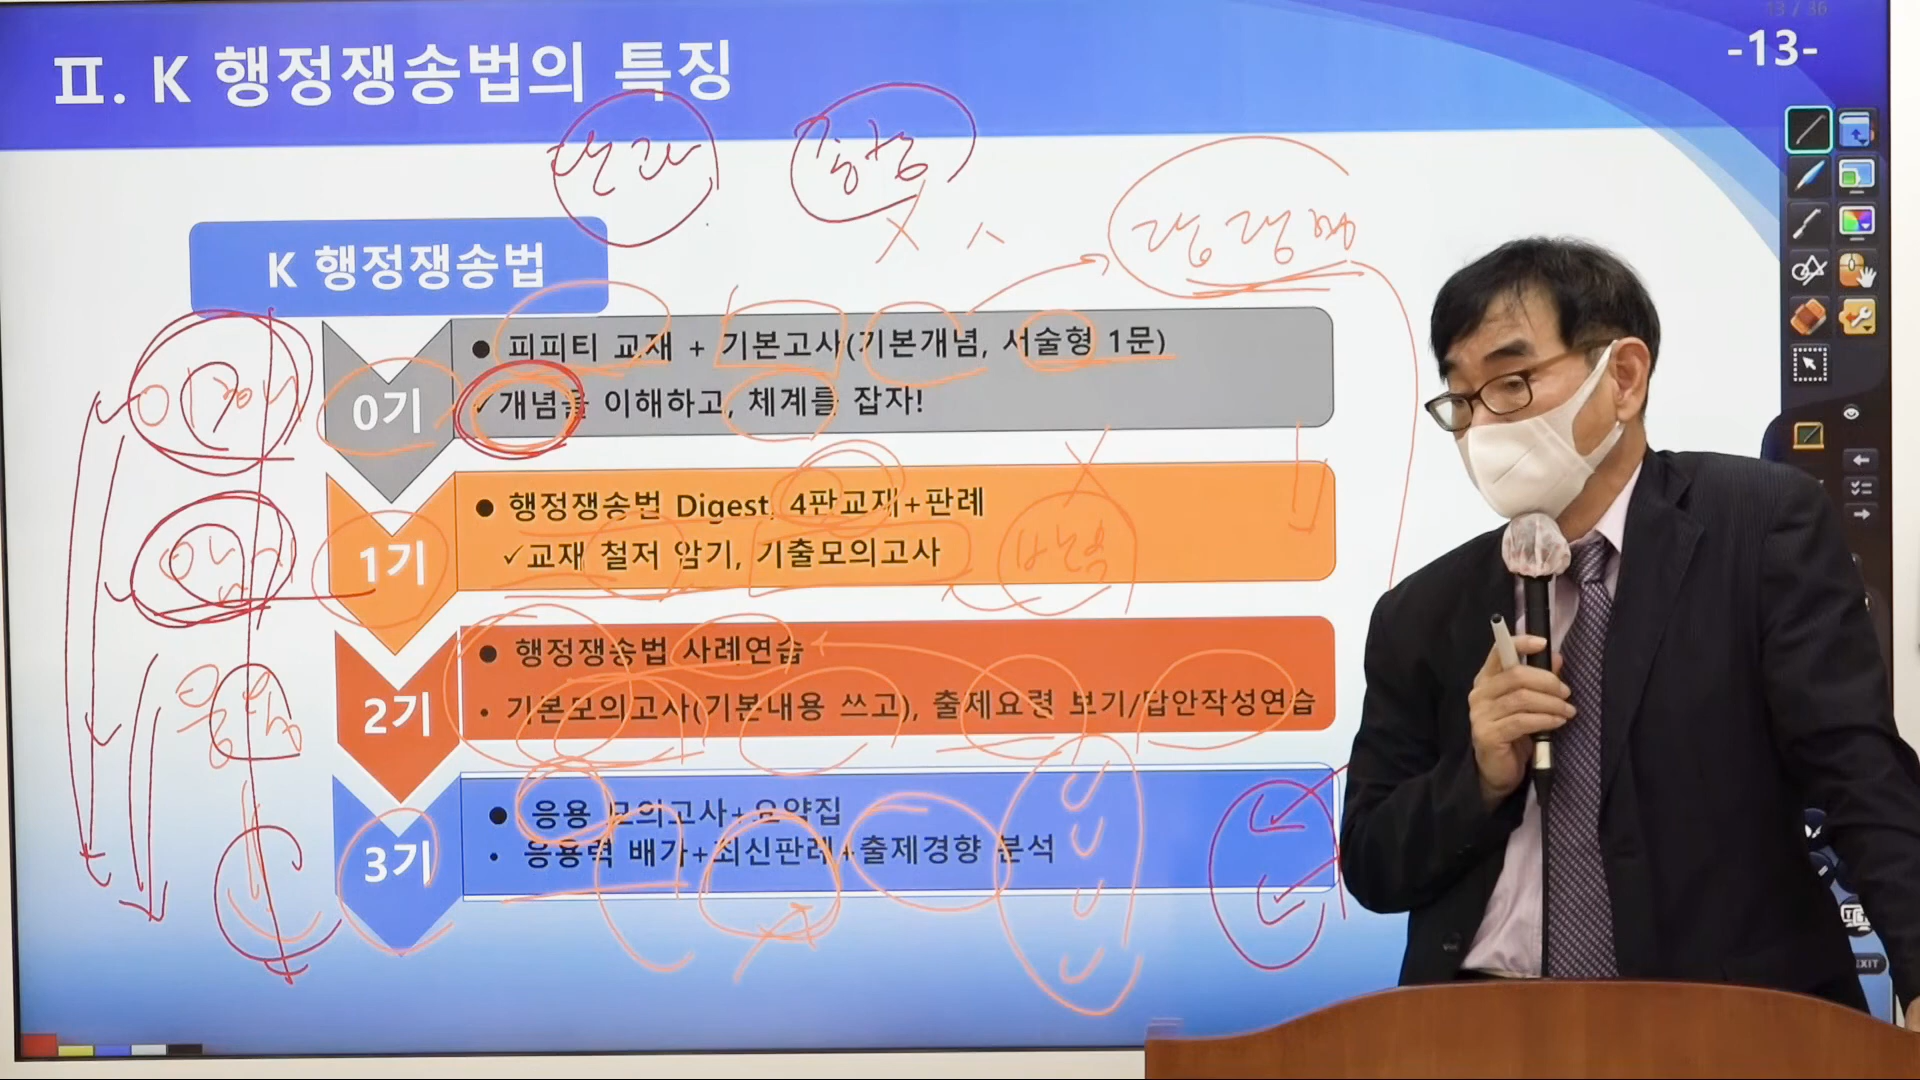 13 / 36
-13-
Ⅱ. K 행정쟁송법의 특징
K 행정쟁송법
0기
● 피피티 교재 + 기본고사(기본개념, 서술형 1문)
✓개념을 이해하고, 체계를 잡자!
1기
● 행정쟁송법 Digest, 4판교재+판례
✓교재 철저 암기, 기출모의고사
2기
● 행정쟁송법 사례연습
• 기본모의고사(기본내용 쓰고), 출제요령 보기/답안작성연습
3기
● 응용 모의고사+요약집
• 응용력 배가+최신판례+출제경향 분석
EXIT